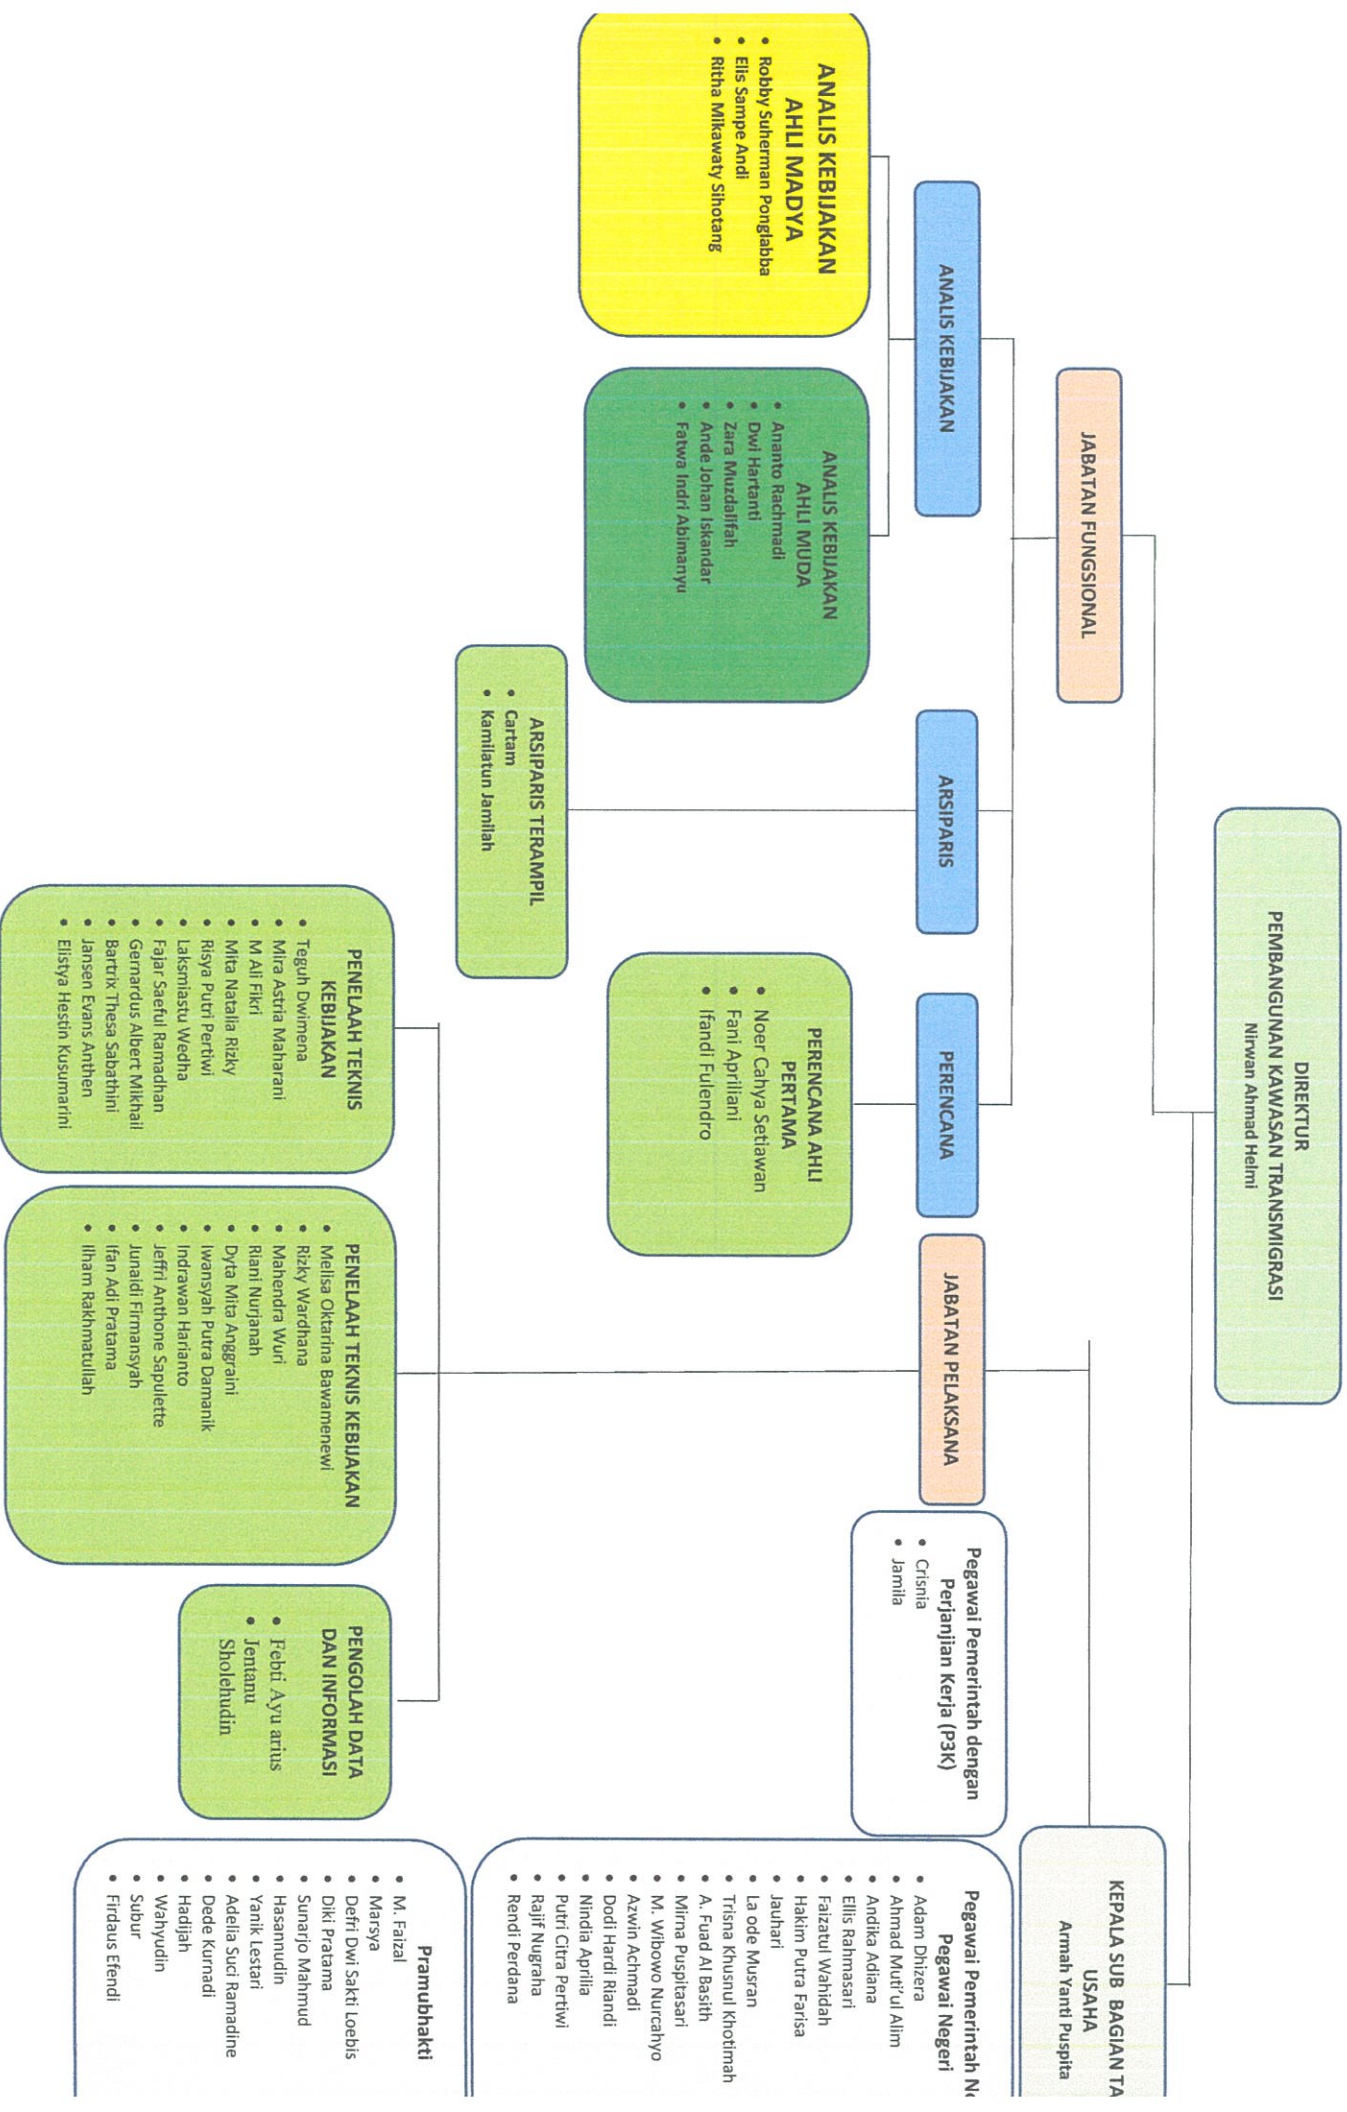 DIREKTUR
PEMBANGUNAN KAWASAN TRANSMIGRASI
Nirwan Ahmad Helmi
KEPALA SUB BAGIAN TA
USAHA
Armah Yanti Puspita
JABATAN FUNGSIONAL
ANALIS KEBIJAKAN
ARSIPARIS
PERENCANA
JABATAN PELAKSANA
ANALIS KEBIJAKAN
AHLI MADYA
• Robby Suherman Ponglabba
• Elis Sampe Andi
• Ritha Mikawaty Sihotang
ANALIS KEBIJAKAN
AHLI MUDA
• Ananto Rachmadi
• Dwi Hartanti
• Zara Muzdalifah
• Ande Johan Iskandar
• Fatwa Indri Abimanyu
ARSIPARIS TERAMPIL
• Cartam
• Kamilatun Jamilah
PERENCANA AHLI
PERTAMA
• Noer Cahya Setiawan
• Fani Apriliani
• Ifandi Fulendro
Pegawai Pemerintah dengan
Perjanjian Kerja (P3K)
• Crisnia
• Jamila
Pegawai Pemerintah No
Pegawai Negeri
• Adam Dhizera
• Ahmad Muti'ul Alim
• Andika Adiana
• Ellis Rahmasari
• Faizatul Wahidah
• Hakim Putra Farisa
• Jauhari
• La ode Musran
• Trisna Khusnul Khotimah
• A. Fuad Al Basith
• Mirna Puspitasari
• M. Wibowo Nurcahyo
• Azwin Achmadi
• Dodi Hardi Riandi
• Nindia Aprilia
• Putri Citra Pertiwi
• Rajif Nugraha
• Rendi Perdana
PENELAAH TEKNIS
KEBIJAKAN
• Teguh Dwimena
• Mira Astria Maharani
• M Ali Fikri
• Mita Natalia Rizky
• Risya Putri Pertiwi
• Laksmiastu Wedha
• Fajar Saeful Ramadhan
• Gernardus Albert Mikhail
• Bartrix Thesa Sabathini
• Jansen Evans Anthen
• Elistya Hestin Kusumarini
PENELAAH TEKNIS KEBIJAKAN
• Melisa Oktarina Bawamenewi
• Rizky Wardhana
• Mahendra Wuri
• Riani Nurjanah
• Dyta Mita Anggraini
• Iwansyah Putra Damanik
• Indrawan Harianto
• Jeffri Anthone Sapulette
• Junaidi Firmansyah
• Ifan Adi Pratama
• Ilham Rakhmatullah
PENGOLAH DATA
DAN INFORMASI
• Febti Ayu arius
• Jentanu
Sholehudin
Pramubhakti
• M. Faizal
• Marsya
• Defri Dwi Sakti Loebis
• Diki Pratama
• Sunarjo Mahmud
• Hasannudin
• Yanik Lestari
• Adelia Suci Ramadine
• Dede Kurnadi
• Hadijah
• Wahyudin
• Subur
• Firdaus Efendi